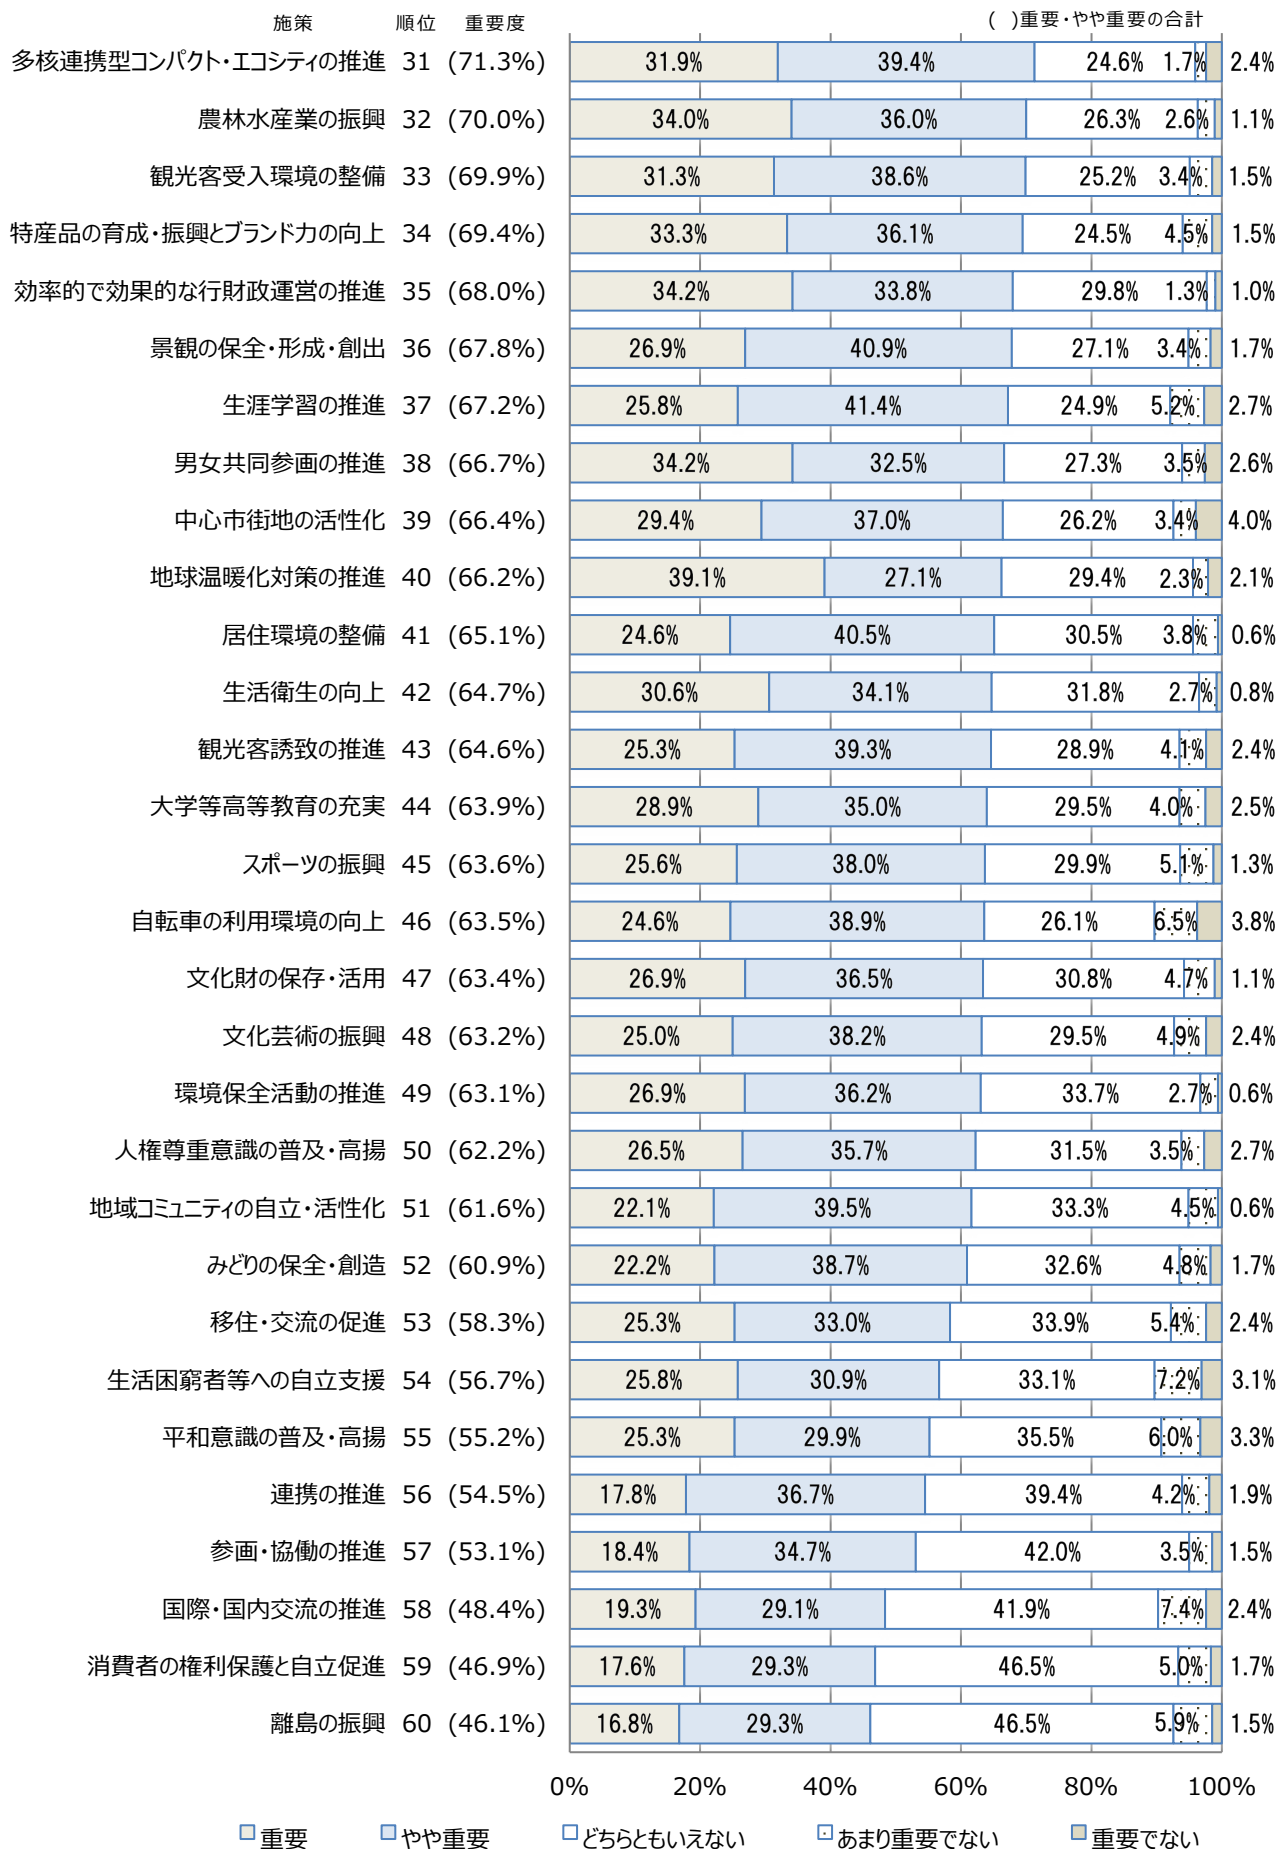 施策 順位 重要度 ( )重要・やや重要の合計
多核連携型コンパクト・エコシティの推進 31 (71.3%) 31.9% 39.4% 24.6% 1.7% 2.4%
農林水産業の振興 32 (70.0%) 34.0% 36.0% 26.3% 2.6% 1.1%
観光客受入環境の整備 33 (69.9%) 31.3% 38.6% 25.2% 3.4% 1.5%
特産品の育成・振興とブランド力の向上 34 (69.4%) 33.3% 36.1% 24.5% 4.5% 1.5%
効率的で効果的な行財政運営の推進 35 (68.0%) 34.2% 33.8% 29.8% 1.3% 1.0%
景観の保全・形成・創出 36 (67.8%) 26.9% 40.9% 27.1% 3.4% 1.7%
生涯学習の推進 37 (67.2%) 25.8% 41.4% 24.9% 5.2% 2.7%
男女共同参画の推進 38 (66.7%) 34.2% 32.5% 27.3% 3.5% 2.6%
中心市街地の活性化 39 (66.4%) 29.4% 37.0% 26.2% 3.4% 4.0%
地球温暖化対策の推進 40 (66.2%) 39.1% 27.1% 29.4% 2.3% 2.1%
居住環境の整備 41 (65.1%) 24.6% 40.5% 30.5% 3.8% 0.6%
生活衛生の向上 42 (64.7%) 30.6% 34.1% 31.8% 2.7% 0.8%
観光客誘致の推進 43 (64.6%) 25.3% 39.3% 28.9% 4.1% 2.4%
大学等高等教育の充実 44 (63.9%) 28.9% 35.0% 29.5% 4.0% 2.5%
スポーツの振興 45 (63.6%) 25.6% 38.0% 29.9% 5.1% 1.3%
自転車の利用環境の向上 46 (63.5%) 24.6% 38.9% 26.1% 6.5% 3.8%
文化財の保存・活用 47 (63.4%) 26.9% 36.5% 30.8% 4.7% 1.1%
文化芸術の振興 48 (63.2%) 25.0% 38.2% 29.5% 4.9% 2.4%
環境保全活動の推進 49 (63.1%) 26.9% 36.2% 33.7% 2.7% 0.6%
人権尊重意識の普及・高揚 50 (62.2%) 26.5% 35.7% 31.5% 3.5% 2.7%
地域コミュニティの自立・活性化 51 (61.6%) 22.1% 39.5% 33.3% 4.5% 0.6%
みどりの保全・創造 52 (60.9%) 22.2% 38.7% 32.6% 4.8% 1.7%
移住・交流の促進 53 (58.3%) 25.3% 33.0% 33.9% 5.4% 2.4%
生活困窮者等への自立支援 54 (56.7%) 25.8% 30.9% 33.1% 7.2% 3.1%
平和意識の普及・高揚 55 (55.2%) 25.3% 29.9% 35.5% 6.0% 3.3%
連携の推進 56 (54.5%) 17.8% 36.7% 39.4% 4.2% 1.9%
参画・協働の推進 57 (53.1%) 18.4% 34.7% 42.0% 3.5% 1.5%
国際・国内交流の推進 58 (48.4%) 19.3% 29.1% 41.9% 7.4% 2.4%
消費者の権利保護と自立促進 59 (46.9%) 17.6% 29.3% 46.5% 5.0% 1.7%
離島の振興 60 (46.1%) 16.8% 29.3% 46.5% 5.9% 1.5%
0% 20% 40% 60% 80% 100%
重要 やや重要 どちらともいえない あまり重要でない 重要でない